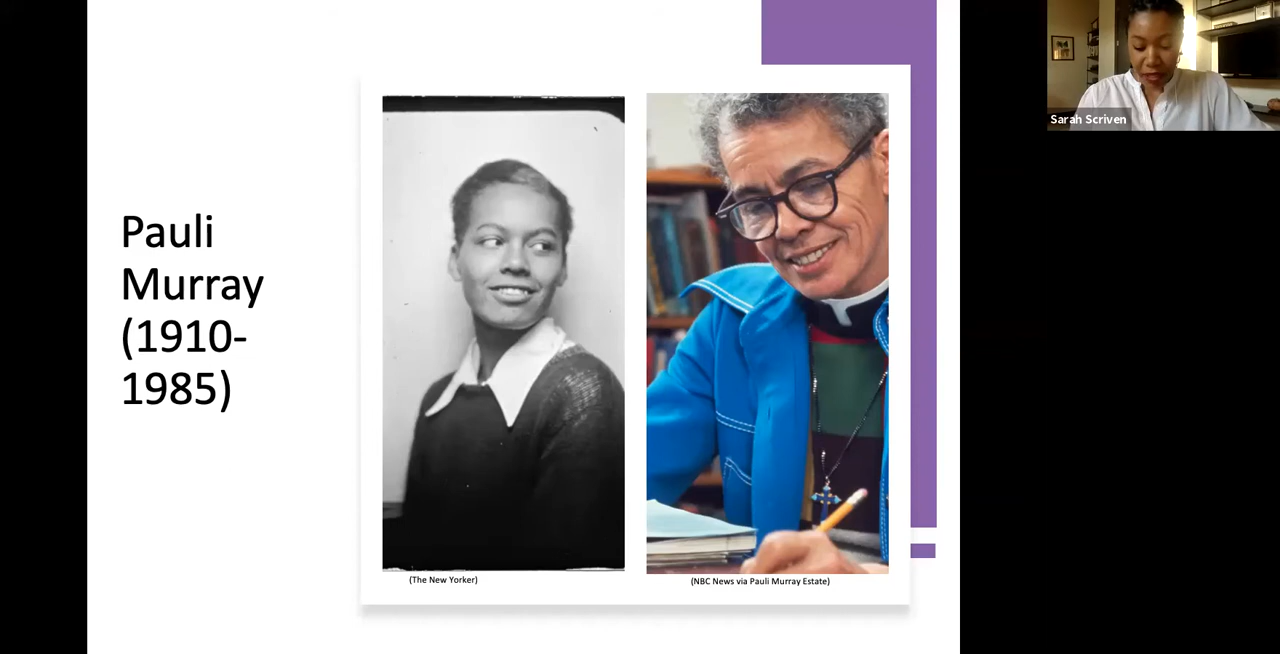 Pauli
Murray
(1910-
1985)
(The New Yorker)
(NBC News via Pauli Murray Estate)
Sarah Scriven